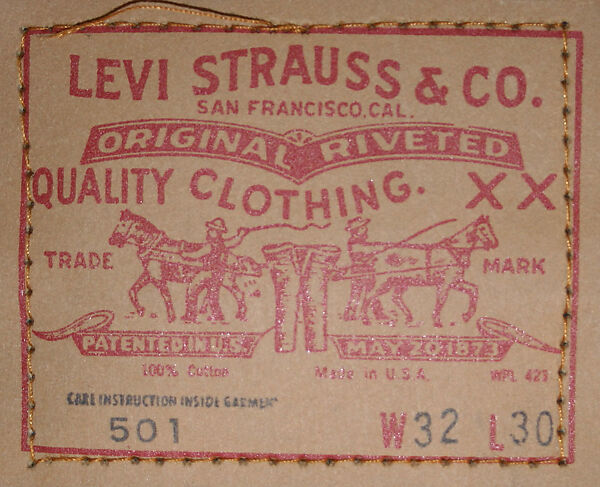 LEVI STRAUSS & CO.
SAN FRANCISCO, CAL.
ORIGINAL RIVETED
QUALITY CLOTHING. XX
TRADE MARK
PATENTED IN U.S. MAY 20 1873
100% Cotton Made in U.S.A. WPL 423
CARE INSTRUCTION INSIDE GARMENT
501 W32 L30